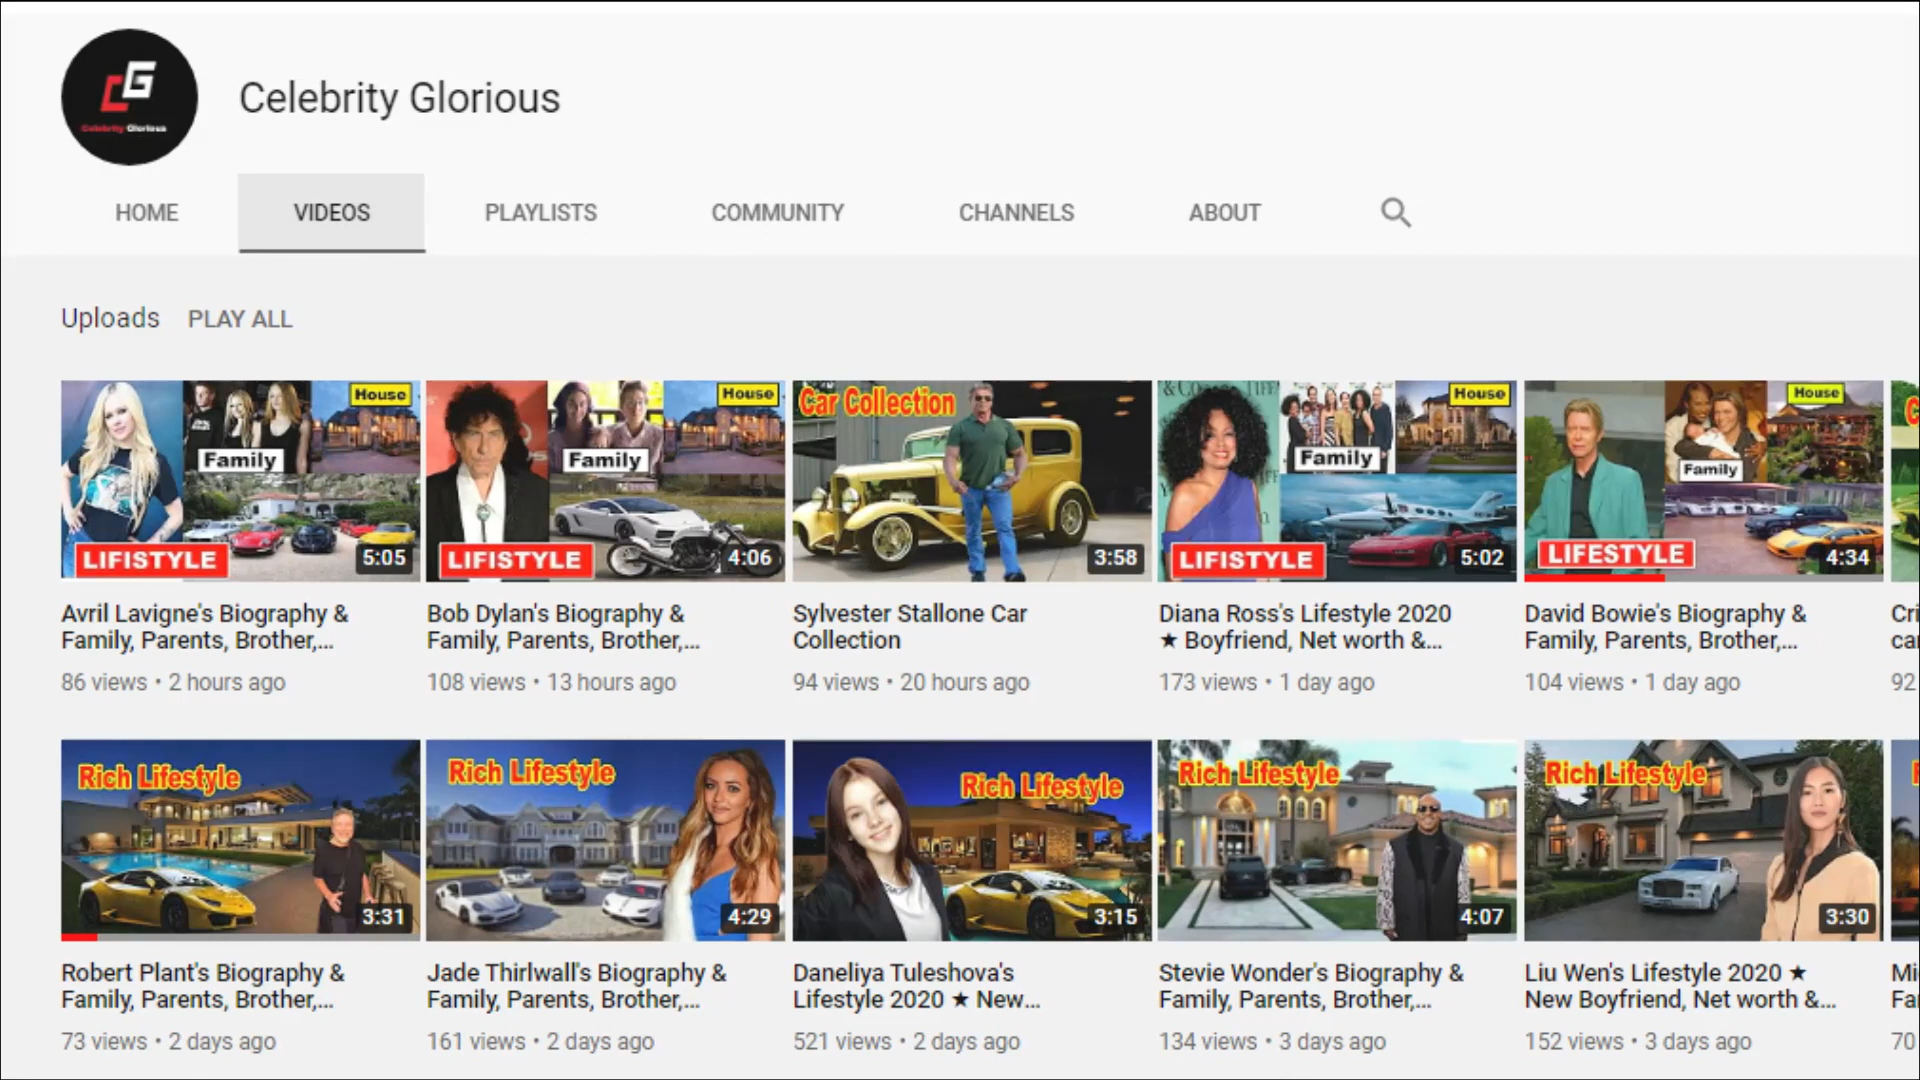 CG
Celebrity Glorious
Celebrity Glorious
HOME
VIDEOS
PLAYLISTS
COMMUNITY
CHANNELS
ABOUT
Uploads
PLAY ALL
House
Family
LIFISTYLE
5:05
House
Family
LIFISTYLE
4:06
Car Collection
3:58
House
Family
LIFISTYLE
5:02
House
Family
LIFESTYLE
4:34
Avril Lavigne's Biography &
Family, Parents, Brother,...
86 views • 2 hours ago
Bob Dylan's Biography &
Family, Parents, Brother,...
108 views • 13 hours ago
Sylvester Stallone Car
Collection
94 views • 20 hours ago
Diana Ross's Lifestyle 2020
★ Boyfriend, Net worth &...
173 views • 1 day ago
David Bowie's Biography &
Family, Parents, Brother,...
104 views • 1 day ago
92
Rich Lifestyle
3:31
Rich Lifestyle
4:29
Rich Lifestyle
3:15
Rich Lifestyle
4:07
Rich Lifestyle
3:30
Robert Plant's Biography &
Family, Parents, Brother,...
73 views • 2 days ago
Jade Thirlwall's Biography &
Family, Parents, Brother,...
161 views • 2 days ago
Daneliya Tuleshova's
Lifestyle 2020 ★ New...
521 views • 2 days ago
Stevie Wonder's Biography &
Family, Parents, Brother,...
134 views • 3 days ago
Liu Wen's Lifestyle 2020 ★
New Boyfriend, Net worth &...
152 views • 3 days ago
70